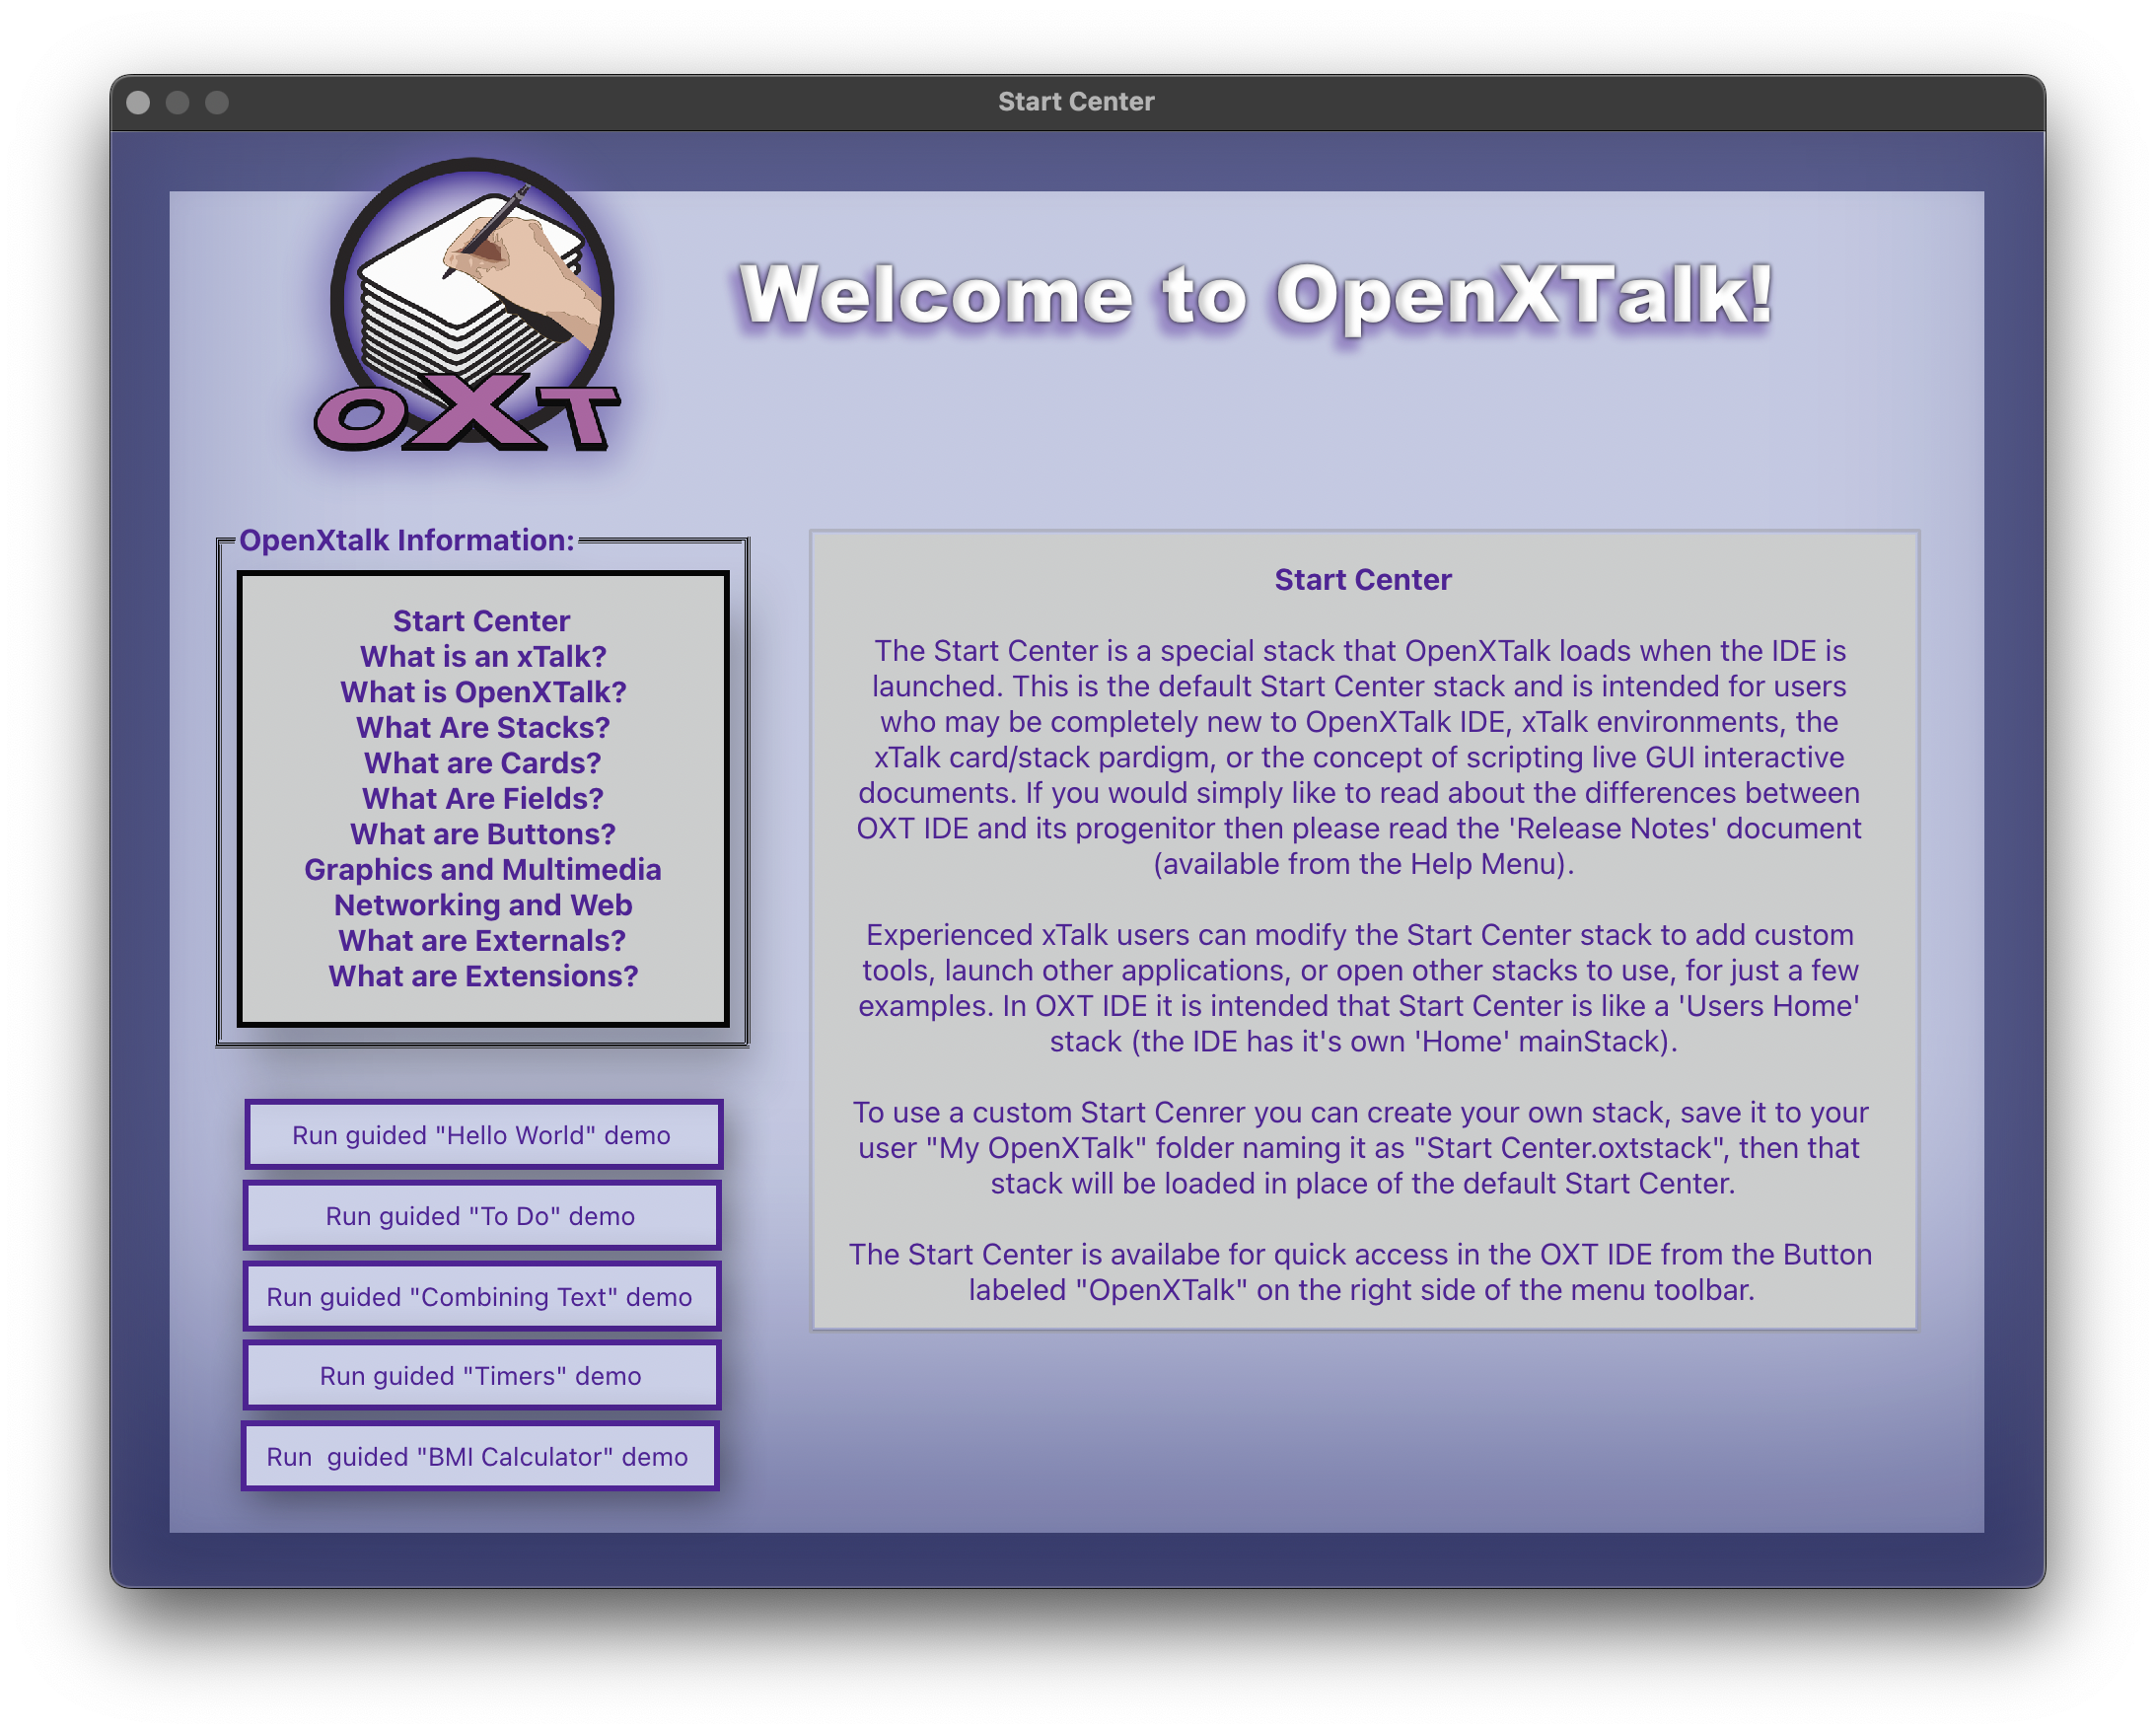 Start Center
Welcome to OpenXTalk!
OXT
OpenXtalk Information:
Start Center
What is an xTalk?
What is OpenXTalk?
What Are Stacks?
What are Cards?
What Are Fields?
What are Buttons?
Graphics and Multimedia
Networking and Web
What are Externals?
What are Extensions?
Run guided "Hello World" demo
Run guided "To Do" demo
Run guided "Combining Text" demo
Run guided "Timers" demo
Run  guided "BMI Calculator" demo
Start Center
The Start Center is a special stack that OpenXTalk loads when the IDE is
launched. This is the default Start Center stack and is intended for users
who may be completely new to OpenXTalk IDE, xTalk environments, the
xTalk card/stack pardigm, or the concept of scripting live GUI interactive
documents. If you would simply like to read about the differences between
OXT IDE and its progenitor then please read the 'Release Notes' document
(available from the Help Menu).
Experienced xTalk users can modify the Start Center stack to add custom
tools, launch other applications, or open other stacks to use, for just a few
examples. In OXT IDE it is intended that Start Center is like a 'Users Home'
stack (the IDE has it's own 'Home' mainStack).
To use a custom Start Cenrer you can create your own stack, save it to your
user "My OpenXTalk" folder naming it as "Start Center.oxtstack", then that
stack will be loaded in place of the default Start Center.
The Start Center is availabe for quick access in the OXT IDE from the Button
labeled "OpenXTalk" on the right side of the menu toolbar.